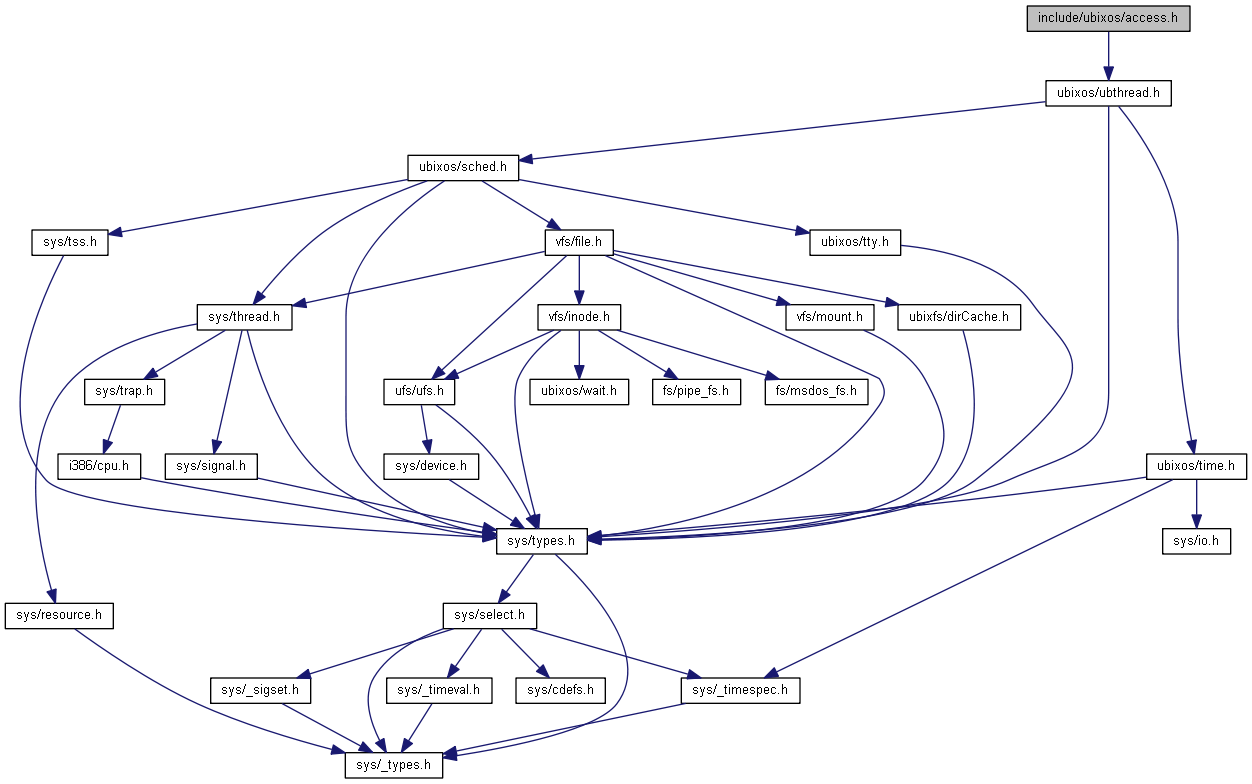 include/ubixos/access.h
ubixos/ubthread.h
ubixos/sched.h
sys/tss.h
vfs/file.h
ubixos/tty.h
sys/thread.h
vfs/inode.h
vfs/mount.h
ubixfs/dirCache.h
sys/trap.h
ufs/ufs.h
ubixos/wait.h
fs/pipe_fs.h
fs/msdos_fs.h
i386/cpu.h
sys/signal.h
sys/device.h
ubixos/time.h
sys/types.h
sys/io.h
sys/resource.h
sys/select.h
sys/_sigset.h
sys/_timeval.h
sys/cdefs.h
sys/_timespec.h
sys/_types.h